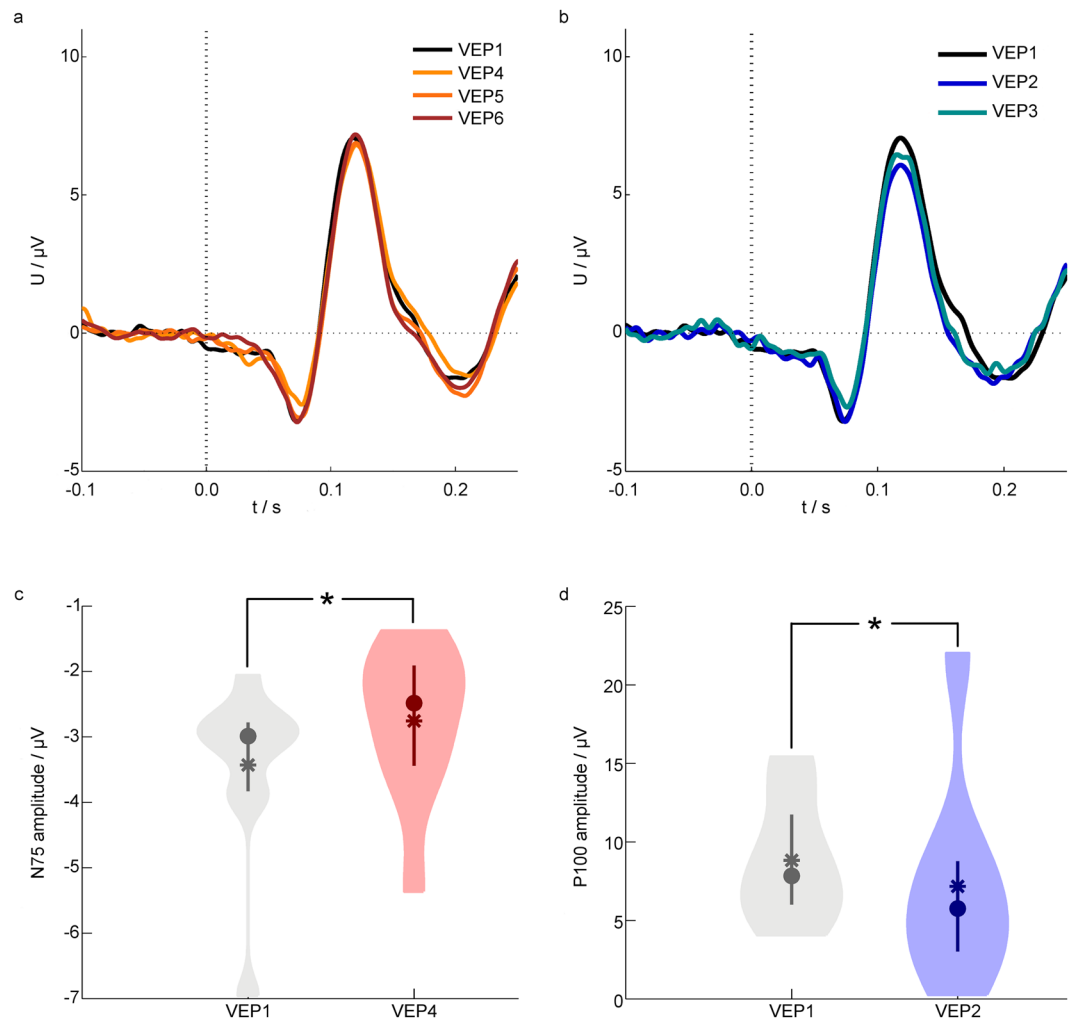 a
U / µV
10
5
0
-5
-0.1
0.0
0.1
0.2
t / s
VEP1
VEP4
VEP5
VEP6
b
U / µV
10
5
0
-5
-0.1
0.0
0.1
0.2
t / s
VEP1
VEP2
VEP3
c
N75 amplitude / µV
-1
-2
-3
-4
-5
-6
-7
*
VEP1
VEP4
d
P100 amplitude / µV
25
20
15
10
5
0
*
VEP1
VEP2